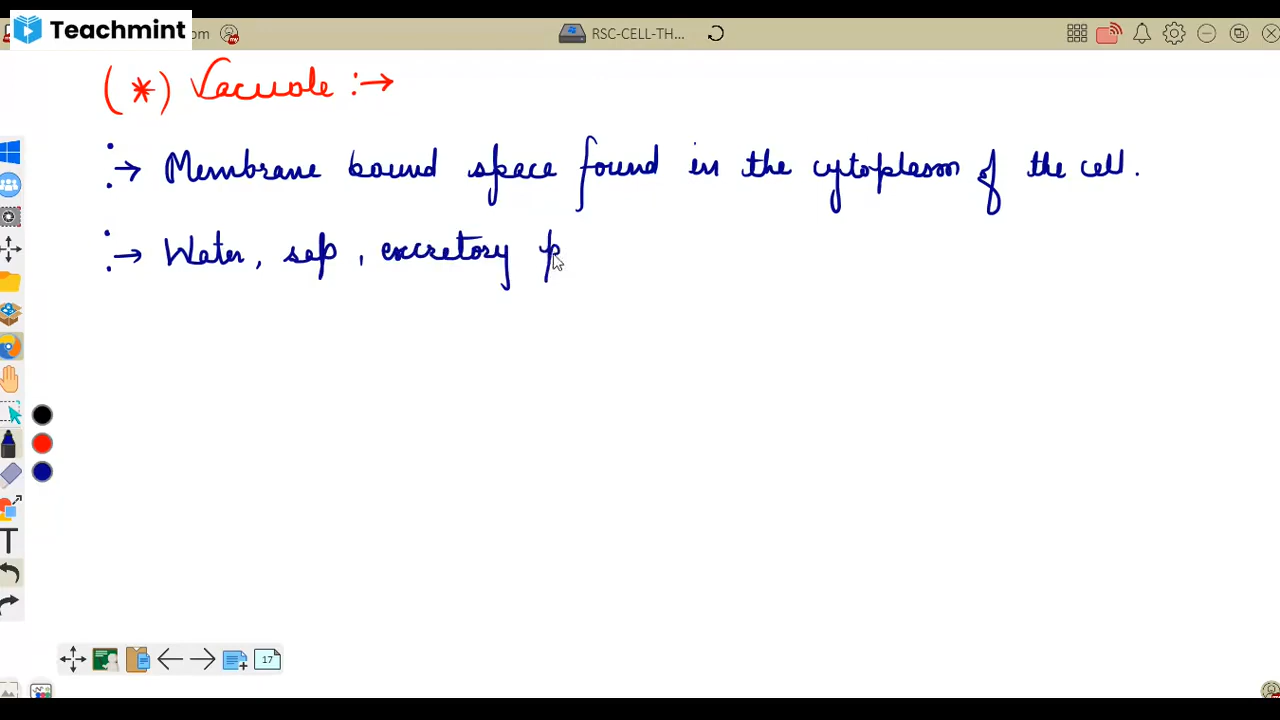 Teachmint
om
RSC-CELL-TH...
(*) Vacuole :→
:→ Membrane bound space found in the cytoplasm of the cell.
:→ Water, sap, excretory p
T
17